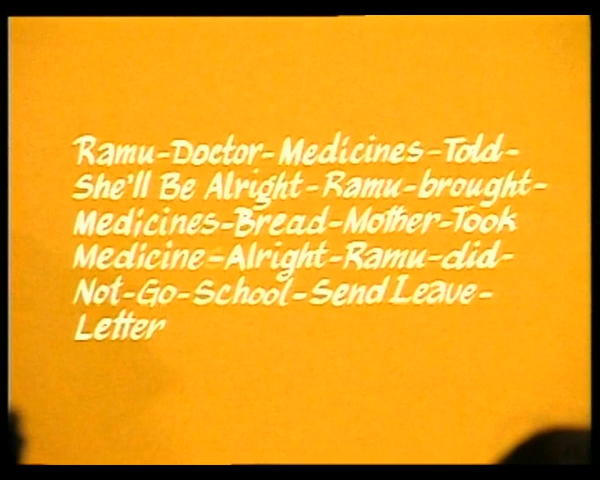 Ramu-Doctor-Medicines-Told-
She'll Be Alright-Ramu-brought-
Medicines-Bread-Mother-Took
Medicine-Alright-Ramu-did-
Not-Go-School-Send Leave-
Letter